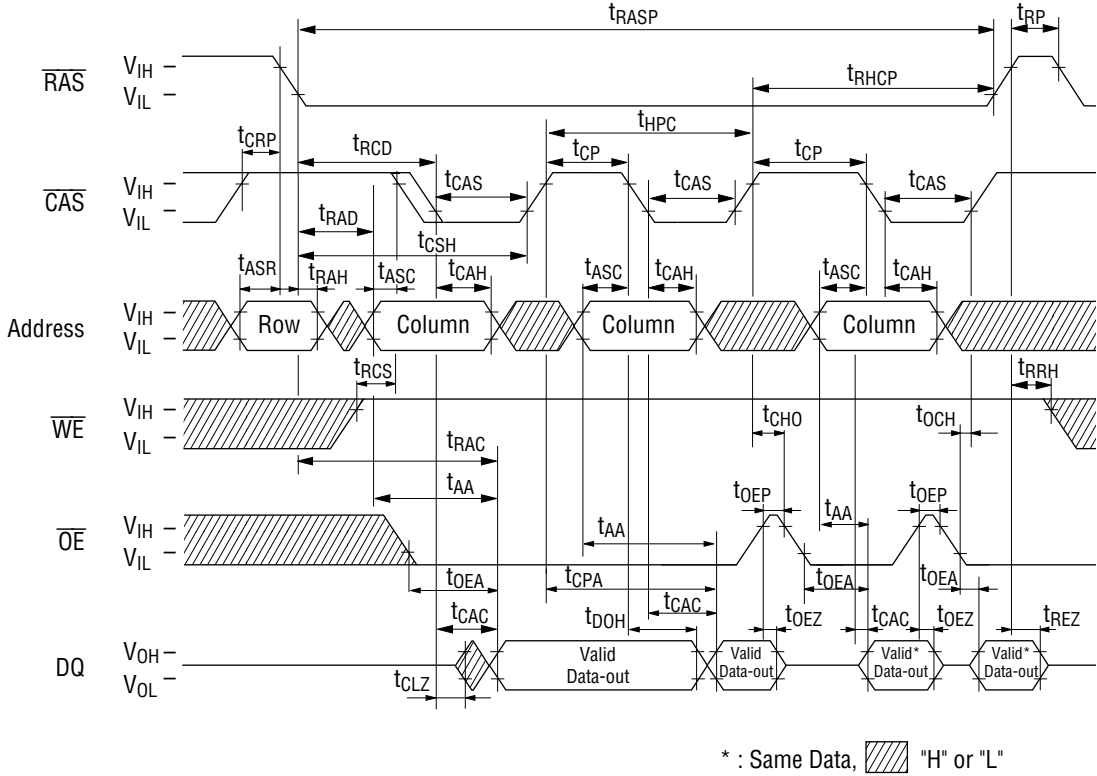 tRASP tRP
RAS VIH VIL
tRHCP
tCRP tRCD tHPC
tCP tCP
CAS VIH VIL
tCAS tCAS tCAS
tRAD
tCSH
tASR tRAH tASC tCAH tASC tCAH tASC tCAH
Address VIH VIL
Row Column Column Column
tRCS tRRH
WE VIH VIL
tCHO tOCH
tRAC
tAA tOEP tOEP
OE VIH VIL
tAA tAA
tOEA tCPA tOEA tOEA
tCAC tDOH tCAC tOEZ tCAC tOEZ tREZ
DQ VOH VOL
Valid Data-out
Valid Data-out
Valid* Data-out
Valid* Data-out
tCLZ
* : Same Data, "H" or "L"